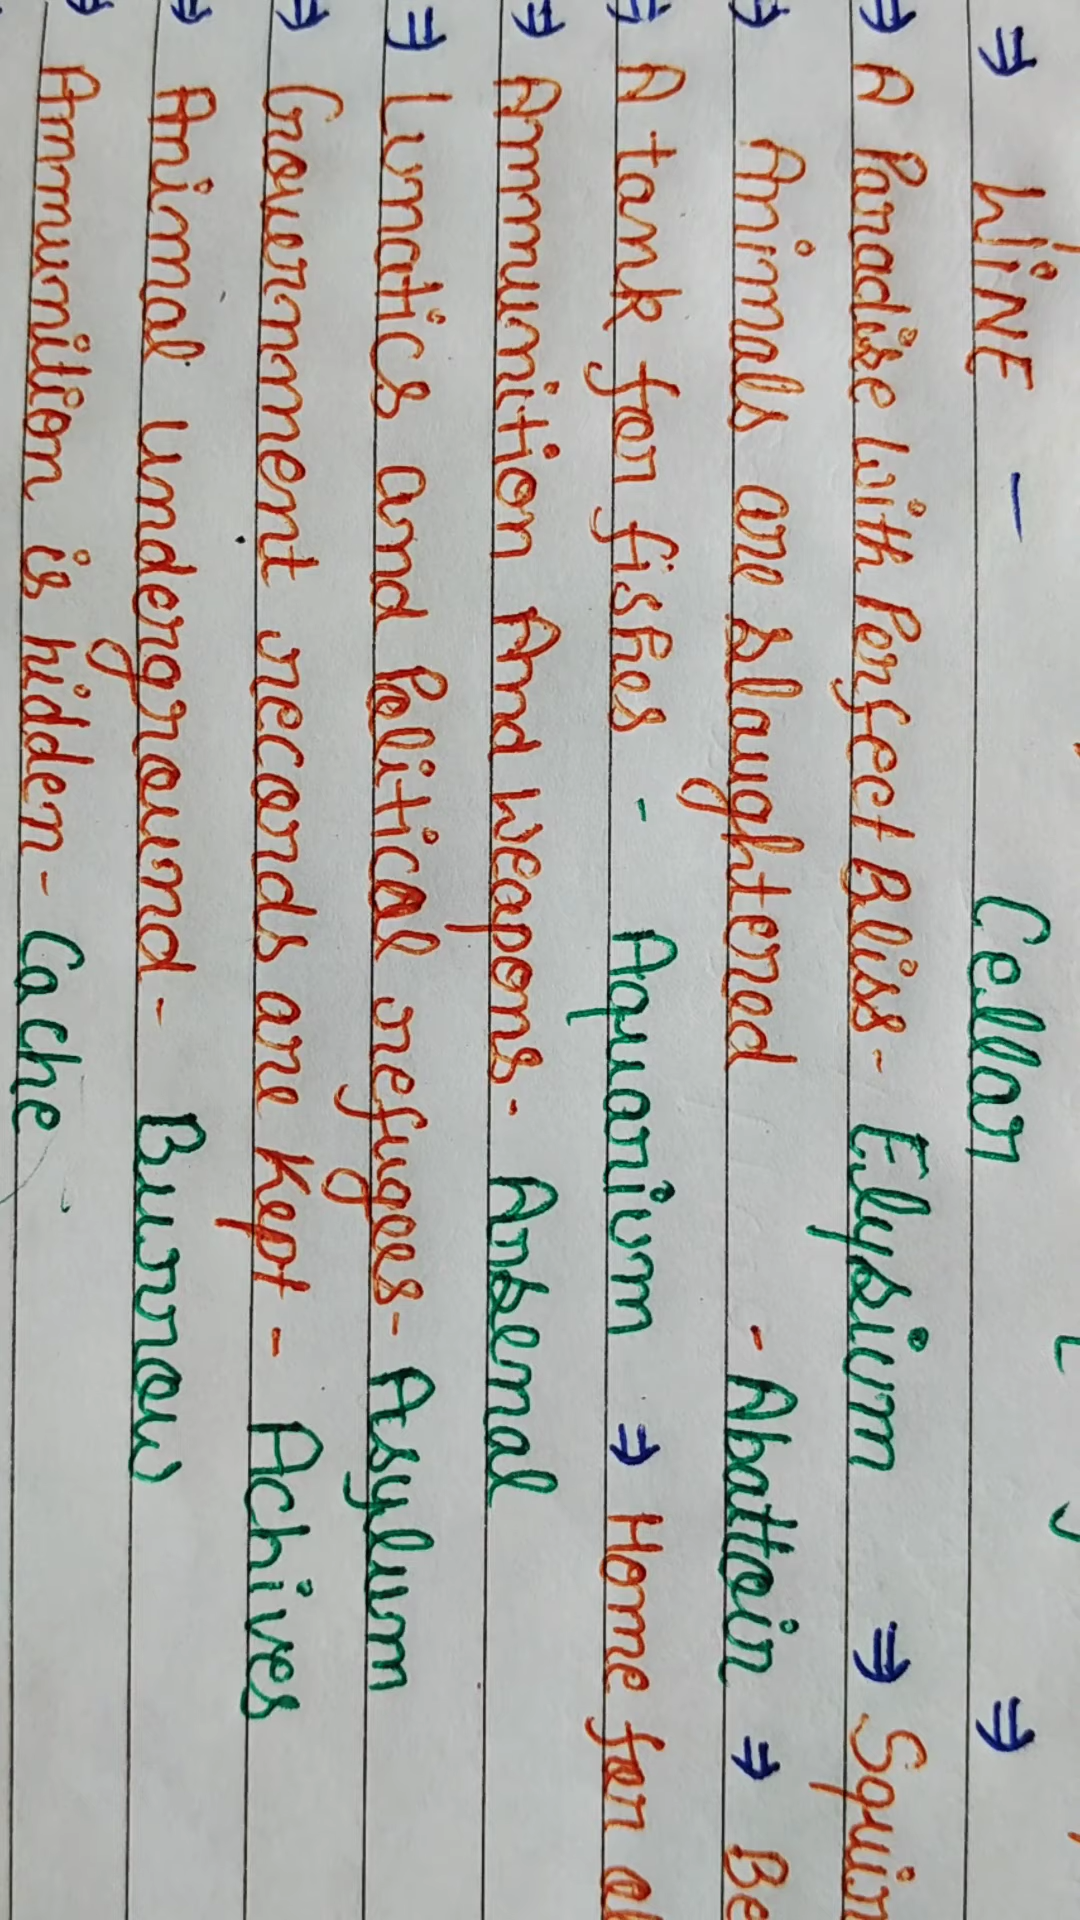 ⇒ WiNE - Cellar ⇒
⇒ A Paradise with Perfect Bliss - Elysium ⇒ Squir
⇒ Animals are slaughtered - Abattoir ⇒ Be
⇒ A tank for fishes - Aquarium ⇒ Home for
⇒ Ammunition And Weapons - Arsenal
⇒ Lunatics and Political refugees - Asylum
⇒ Government records are Kept - Achives
⇒ Animal underground - Burrow
⇒ Ammunition is hidden - Cache